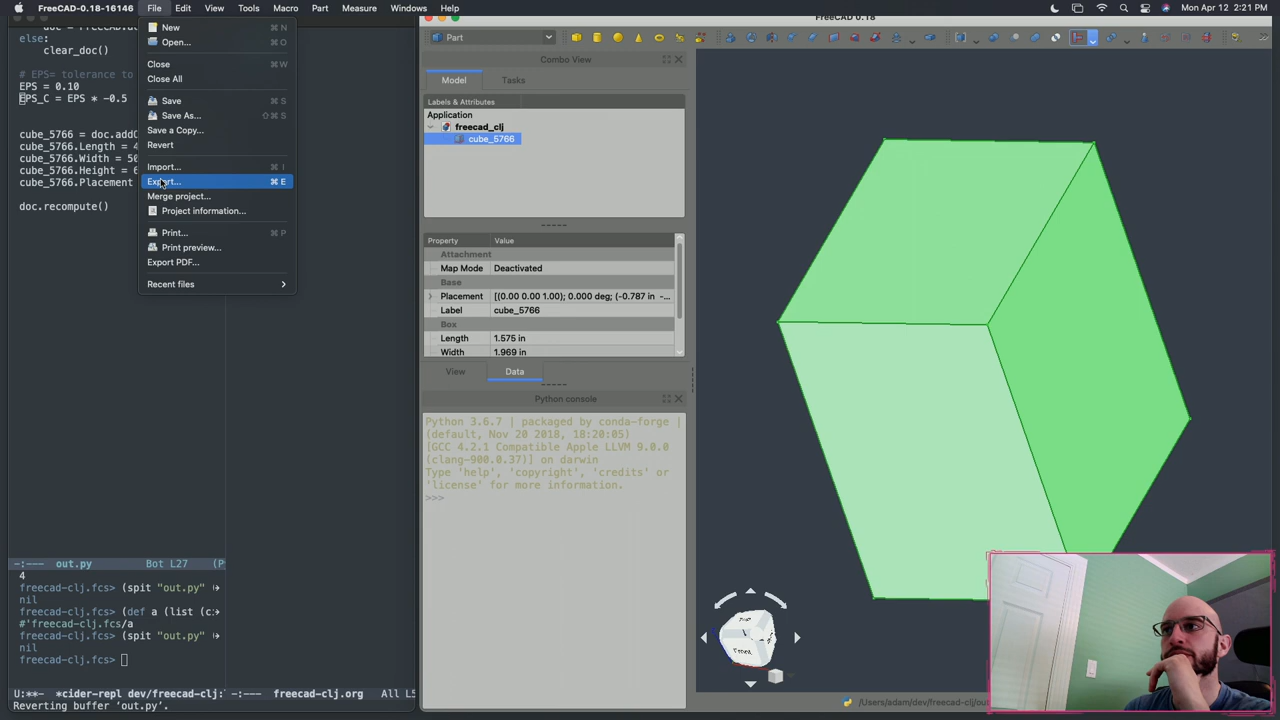 FreeCAD-0.18-16146 File Edit View Tools Macro Part Measure Windows Help Mon Apr 12 2:21 PM
else:
clear_doc()
# EPS= tolerance to
EPS = 0.10
EPS_C = EPS * -0.5
cube_5766.Length = 4
cube_5766.Width = 50
cube_5766.Height = 6
cube_5766.Placement
doc.recompute()
New ⌘ N
Open... ⌘ O
Close ⌘ W
Close All
Save ⌘ S
Save As... ⇧⌘ S
Save a Copy...
Revert
Import... ⌘ I
Export... ⌘ E
Merge project...
Project information...
Print... ⌘ P
Print preview...
Export PDF...
Recent files
-:--- out.py Bot L27 (P
4
freecad-clj.fcs> (spit "out.py"
nil
freecad-clj.fcs> (def a (list (c
#'freecad-clj.fcs/a
freecad-clj.fcs> (spit "out.py"
nil
freecad-clj.fcs>
U:**- *cider-repl dev/freecad-clj: -:--- freecad-clj.org All L5
Reverting buffer ‘out.py’.
FreeCAD 0.18
Part
Combo View
Model Tasks
Labels & Attributes
Application
freecad_clj
cube_5766
Property Value
Attachment
Map Mode Deactivated
Base
Placement [(0.00 0.00 1.00); 0.000 deg; (-0.787 in -...
Label cube_5766
Box
Length 1.575 in
Width 1.969 in
View Data
Python console
Python 3.6.7 | packaged by conda-forge |
(default, Nov 20 2018, 18:20:05)
[GCC 4.2.1 Compatible Apple LLVM 9.0.0
(clang-900.0.37)] on darwin
Type 'help', 'copyright', 'credits' or
'license' for more information.
>>>
/Users/adam/dev/freecad-clj/ou